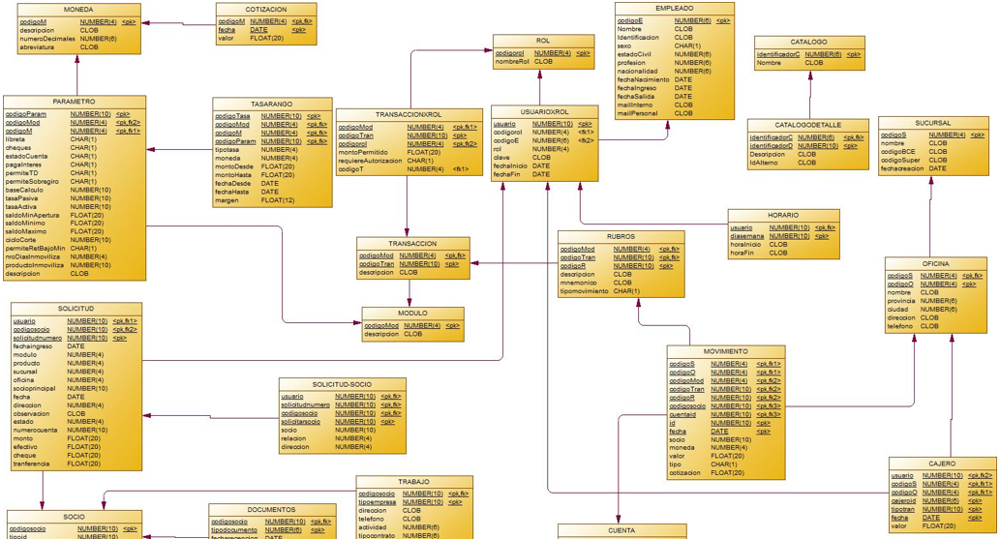 MONEDA
codigoM NUMBER(4) <pk>
descripcion CLOB
numeroDecimales NUMBER(6)
abreviatura CLOB
COTIZACION
codigoM NUMBER(4) <pk,fk>
fecha DATE <pk>
valor FLOAT(20)
EMPLEADO
codigoE NUMBER(6) <pk>
Nombre CLOB
Identificacion CLOB
sexo CHAR(1)
estadoCivil NUMBER(6)
profesion NUMBER(6)
nacionalidad NUMBER(6)
fechaNacimiento DATE
fechaIngreso DATE
fechaSalida DATE
mailInterno CLOB
mailPersonal CLOB
ROL
codigorol NUMBER(4) <pk>
nombreRol CLOB
CATALOGO
identificadorC NUMBER(6) <pk>
Nombre CLOB
PARAMETRO
codigoParam NUMBER(10) <pk>
codigoMod NUMBER(4) <pk,fk2>
codigoM NUMBER(4) <pk,fk1>
libreta CHAR(1)
cheques CHAR(1)
estadoCuenta CHAR(1)
pagaInteres CHAR(1)
permiteTD CHAR(1)
permiteSobregiro CHAR(1)
baseCalculo NUMBER(10)
tasaPasiva NUMBER(10)
tasaActiva NUMBER(10)
saldoMinApertura FLOAT(20)
saldoMinimo FLOAT(20)
saldoMaximo FLOAT(20)
cicloCorte NUMBER(10)
permiteRetBajoMin CHAR(1)
nroDiasInmoviliza NUMBER(4)
productoInmoviliza NUMBER(4)
descripcion CLOB
TASARANGO
codigoTasa NUMBER(10) <pk>
codigoMod NUMBER(4) <pk,fk>
codigoM NUMBER(4) <pk,fk>
codigoParam NUMBER(10) <pk,fk>
tipotasa NUMBER(4)
moneda NUMBER(4)
montoDesde FLOAT(20)
montoHasta FLOAT(20)
fechaDesde DATE
fechaHasta DATE
margen FLOAT(12)
TRANSACCIONXROL
codigoMod NUMBER(4) <pk,fk1>
codigoTran NUMBER(10) <pk>
codigorol NUMBER(4) <pk,fk2>
montoPermitido FLOAT(20)
requiereAutorizacion CHAR(1)
codigoT NUMBER(4) <fk1>
USUARIOXROL
usuario NUMBER(10) <pk>
codigorol NUMBER(4) <fk1>
codigoE NUMBER(6) <fk2>
rol NUMBER(4)
clave CLOB
fechaInicio DATE
fechaFin DATE
CATALOGODETALLE
identificadorC NUMBER(6) <pk,fk>
identificadorD NUMBER(10) <pk>
Descripcion CLOB
IdAlterno CLOB
SUCURSAL
codigoS NUMBER(4) <pk>
nombre CLOB
codigoBCE CLOB
codigoSuper CLOB
fechacreacion DATE
HORARIO
usuario NUMBER(10) <pk,fk>
diasemana NUMBER(10) <pk>
horaInicio CLOB
horaFin CLOB
TRANSACCION
codigoMod NUMBER(4) <pk,fk>
codigoTran NUMBER(10) <pk>
descripcion CLOB
RUBROS
codigoMod NUMBER(4) <pk,fk>
codigoTran NUMBER(10) <pk,fk>
codigoR NUMBER(10) <pk>
descripcion CLOB
mnemonico CLOB
tipomovimiento CHAR(1)
OFICINA
codigoS NUMBER(4) <pk,fk>
codigoO NUMBER(4) <pk>
nombre CLOB
provincia NUMBER(6)
ciudad NUMBER(6)
direccion CLOB
telefono CLOB
MODULO
codigoMod NUMBER(4) <pk>
descripcion CLOB
SOLICITUD
usuario NUMBER(10) <pk,fk1>
codigosocio NUMBER(10) <pk,fk2>
solicitudnumero NUMBER(10) <pk>
fechaingreso DATE
modulo NUMBER(4)
producto NUMBER(4)
sucursal NUMBER(4)
oficina NUMBER(4)
socioprincipal NUMBER(10)
fecha DATE
direccion NUMBER(4)
observacion CLOB
estado NUMBER(4)
numerocuenta NUMBER(10)
monto FLOAT(20)
efectivo FLOAT(20)
cheque FLOAT(20)
tranferencia FLOAT(20)
SOLICITUD-SOCIO
usuario NUMBER(10) <pk,fk>
solicitudnumero NUMBER(10) <pk,fk>
codigosocio NUMBER(10) <pk,fk>
solicitarsocio NUMBER(10) <pk>
socio NUMBER(10)
relacion NUMBER(4)
direccion NUMBER(4)
MOVIMIENTO
codigoS NUMBER(4) <pk,fk1>
codigoO NUMBER(4) <pk,fk1>
codigoMod NUMBER(4) <pk,fk2>
codigoTran NUMBER(10) <pk,fk2>
codigoR NUMBER(10) <pk,fk2>
codigosocio NUMBER(10) <pk,fk3>
cuentaid NUMBER(10) <pk,fk3>
id NUMBER(10) <pk>
fecha DATE <pk>
socio NUMBER(10)
moneda NUMBER(4)
valor FLOAT(20)
tipo CHAR(1)
cotizacion FLOAT(20)
CAJERO
usuario NUMBER(10) <pk,fk2>
codigoS NUMBER(4) <pk,fk1>
codigoO NUMBER(4) <pk,fk1>
cajeroid NUMBER(6) <pk>
tipotran NUMBER(10) <pk>
fecha DATE <pk>
valor FLOAT(20)
TRABAJO
codigosocio NUMBER(10) <pk,fk>
tipoempresa NUMBER(10) <pk>
direccion CLOB
telefono CLOB
actividad NUMBER(6)
tipocontrato NUMBER(6)
SOCIO
codigosocio NUMBER(10) <pk>
tipoid NUMBER(10)
DOCUMENTOS
codigosocio NUMBER(10) <pk,fk>
tipodocumento NUMBER(6) <pk>
fecharecepcion DATE
CUENTA